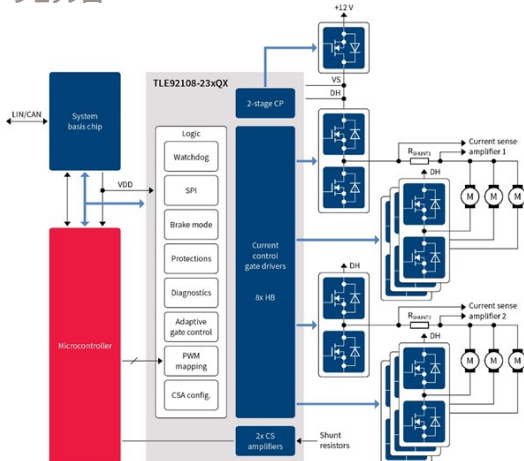 +12 V
TLE92108-23xQX
VS
DH
2-stage CP
LIN/CAN
System
basis chip
VDD
Logic
Watchdog
SPI
Brake mode
Protections
Diagnostics
Adaptive
gate control
PWM
mapping
CSA config.
Current
control
gate drivers
8x HB
2x CS
amplifiers
Microcontroller
Shunt
resistors
RSHUNT1
Current sense
amplifier 1
DH
M
M
M
DH
RSHUNT2
Current sense
amplifier 2
DH
M
M
M